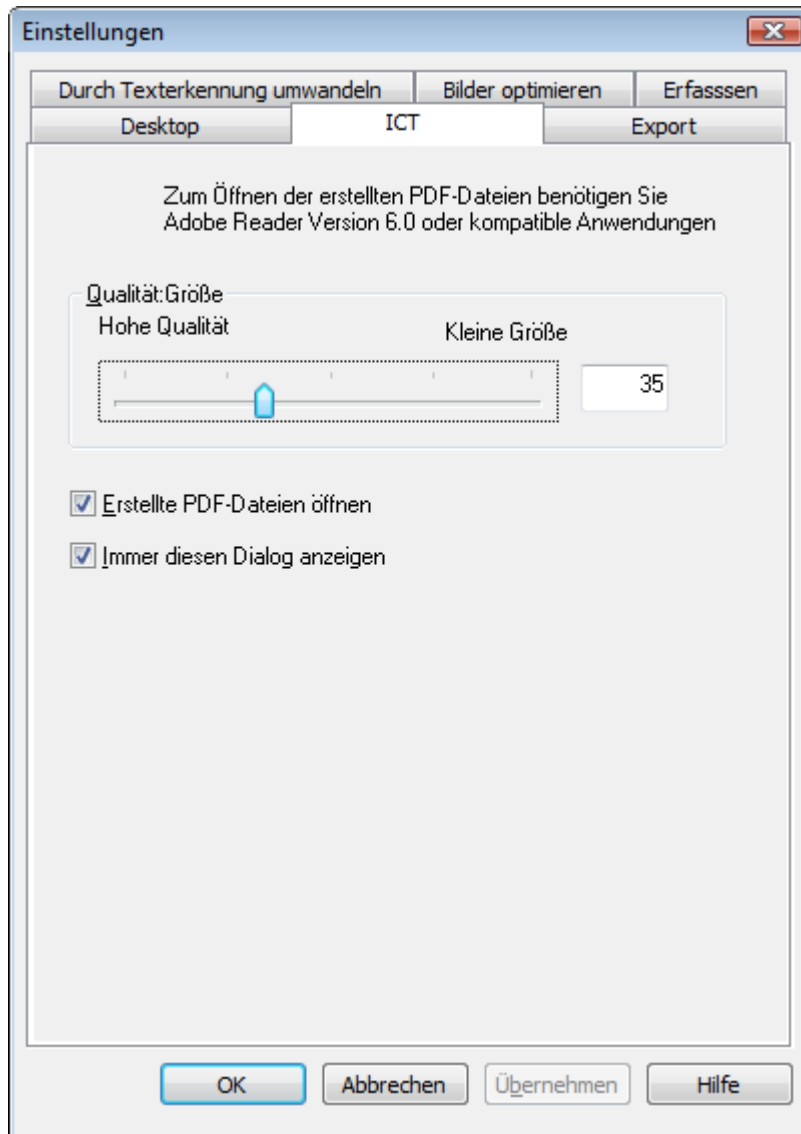 Einstellungen
Durch Texterkennung umwandeln Bilder optimieren Erfasssen
Desktop ICT Export
Zum Öffnen der erstellten PDF-Dateien benötigen Sie
Adobe Reader Version 6.0 oder kompatible Anwendungen
Qualität:Größe
Hohe Qualität Kleine Größe
35
Erstellte PDF-Dateien öffnen
Immer diesen Dialog anzeigen
OK Abbrechen Übernehmen Hilfe